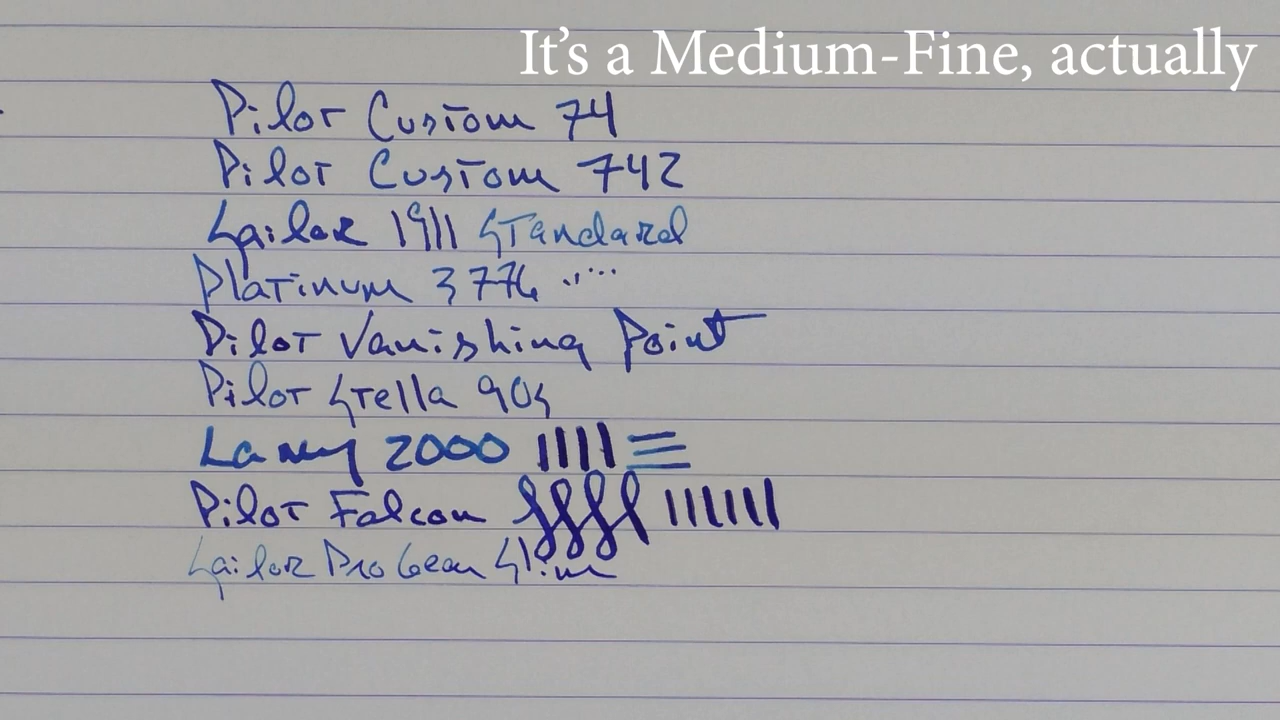 It's a Medium-Fine, actually
Pilot Custom 74
Pilot Custom 742
Sailor 1911 Standard
Platinum 3776 .....
Pilot Vanishing Point
Pilot Stella 90s
Lamy 2000
Pilot Falcon
Sailor Pro Gear Slim